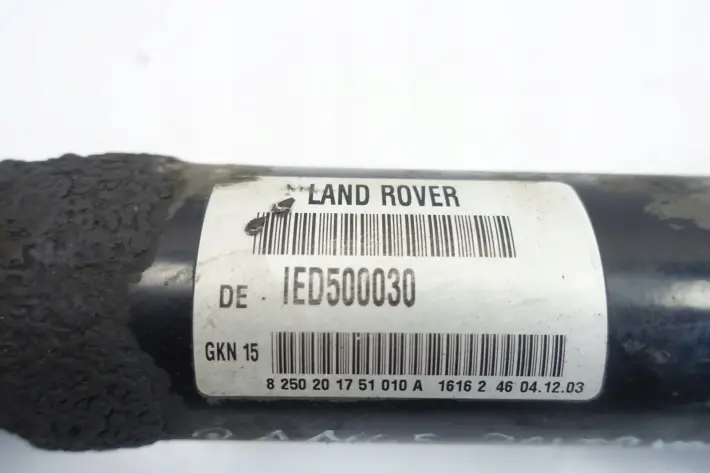 LAND ROVER
DE IED500030
GKN 15
8 250 20 17 51 010 A 1616 2 46 04.12.03